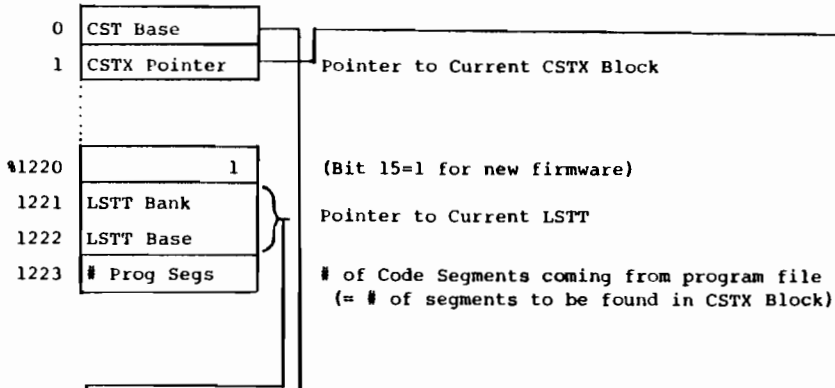 0 CST Base
1 CSTX Pointer Pointer to Current CSTX Block
%1220 1 (Bit 15=1 for new firmware)
1221 LSTT Bank
Pointer to Current LSTT
1222 LSTT Base
1223 # Prog Segs # of Code Segments coming from program file
(= # of segments to be found in CSTX Block)